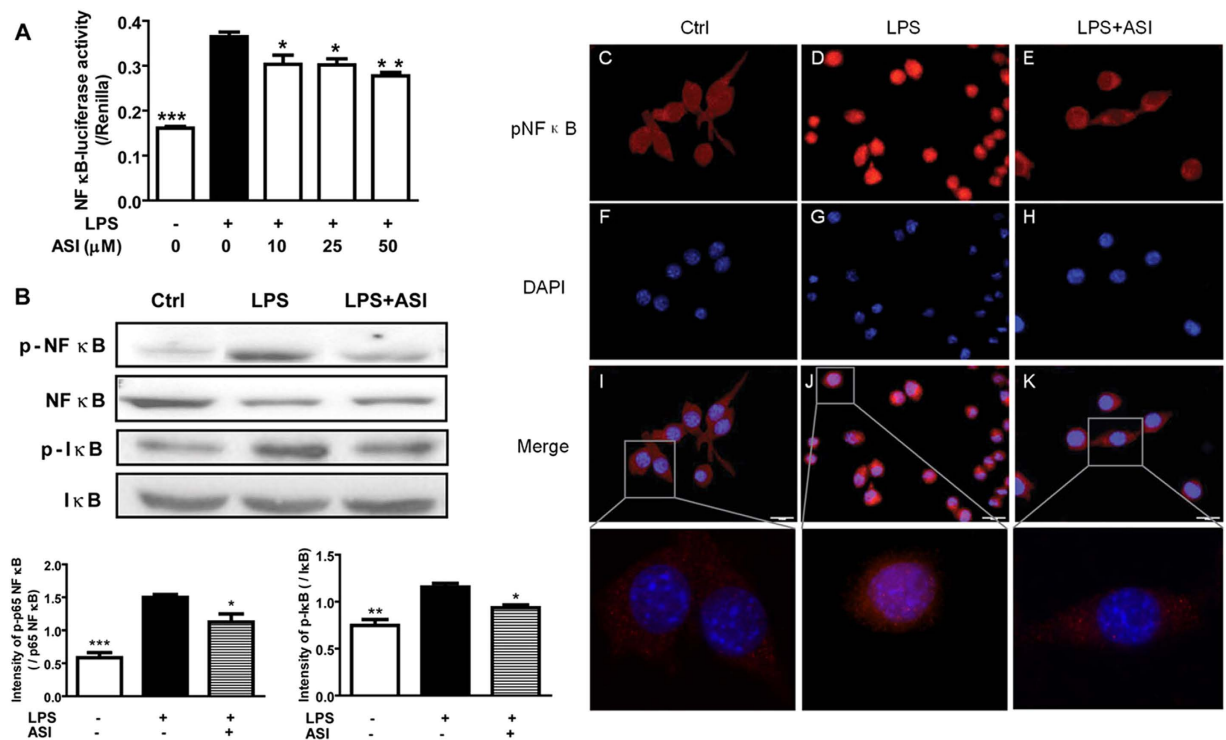 A
NF κB-luciferase activity
(/Renilla)
0.4
0.3
0.2
0.1
0.0
***
*
*
* *
LPS - + + + +
ASI (μM) 0 0 10 25 50
B
Ctrl LPS LPS+ASI
p-NF κB
NF κB
p-IκB
IκB
Intensity of p-p65 NF κB
( / p65 NF κB)
2.0
1.5
1.0
0.5
0.0
***
*
LPS - + +
ASI - - +
Intensity of p-IκB ( / IκB)
1.5
1.0
0.5
0.0
**
*
LPS - + +
ASI - - +
Ctrl LPS LPS+ASI
pNF κ B
C D E
DAPI
F G H
Merge
I J K